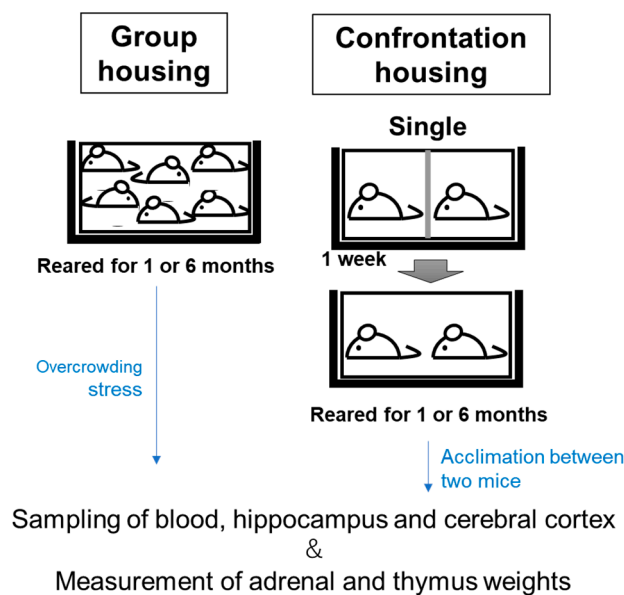 Group
housing
Confrontation
housing
Single
1 week
Reared for 1 or 6 months
Reared for 1 or 6 months
Overcrowding
stress
Acclimation between
two mice
Sampling of blood, hippocampus and cerebral cortex
&
Measurement of adrenal and thymus weights